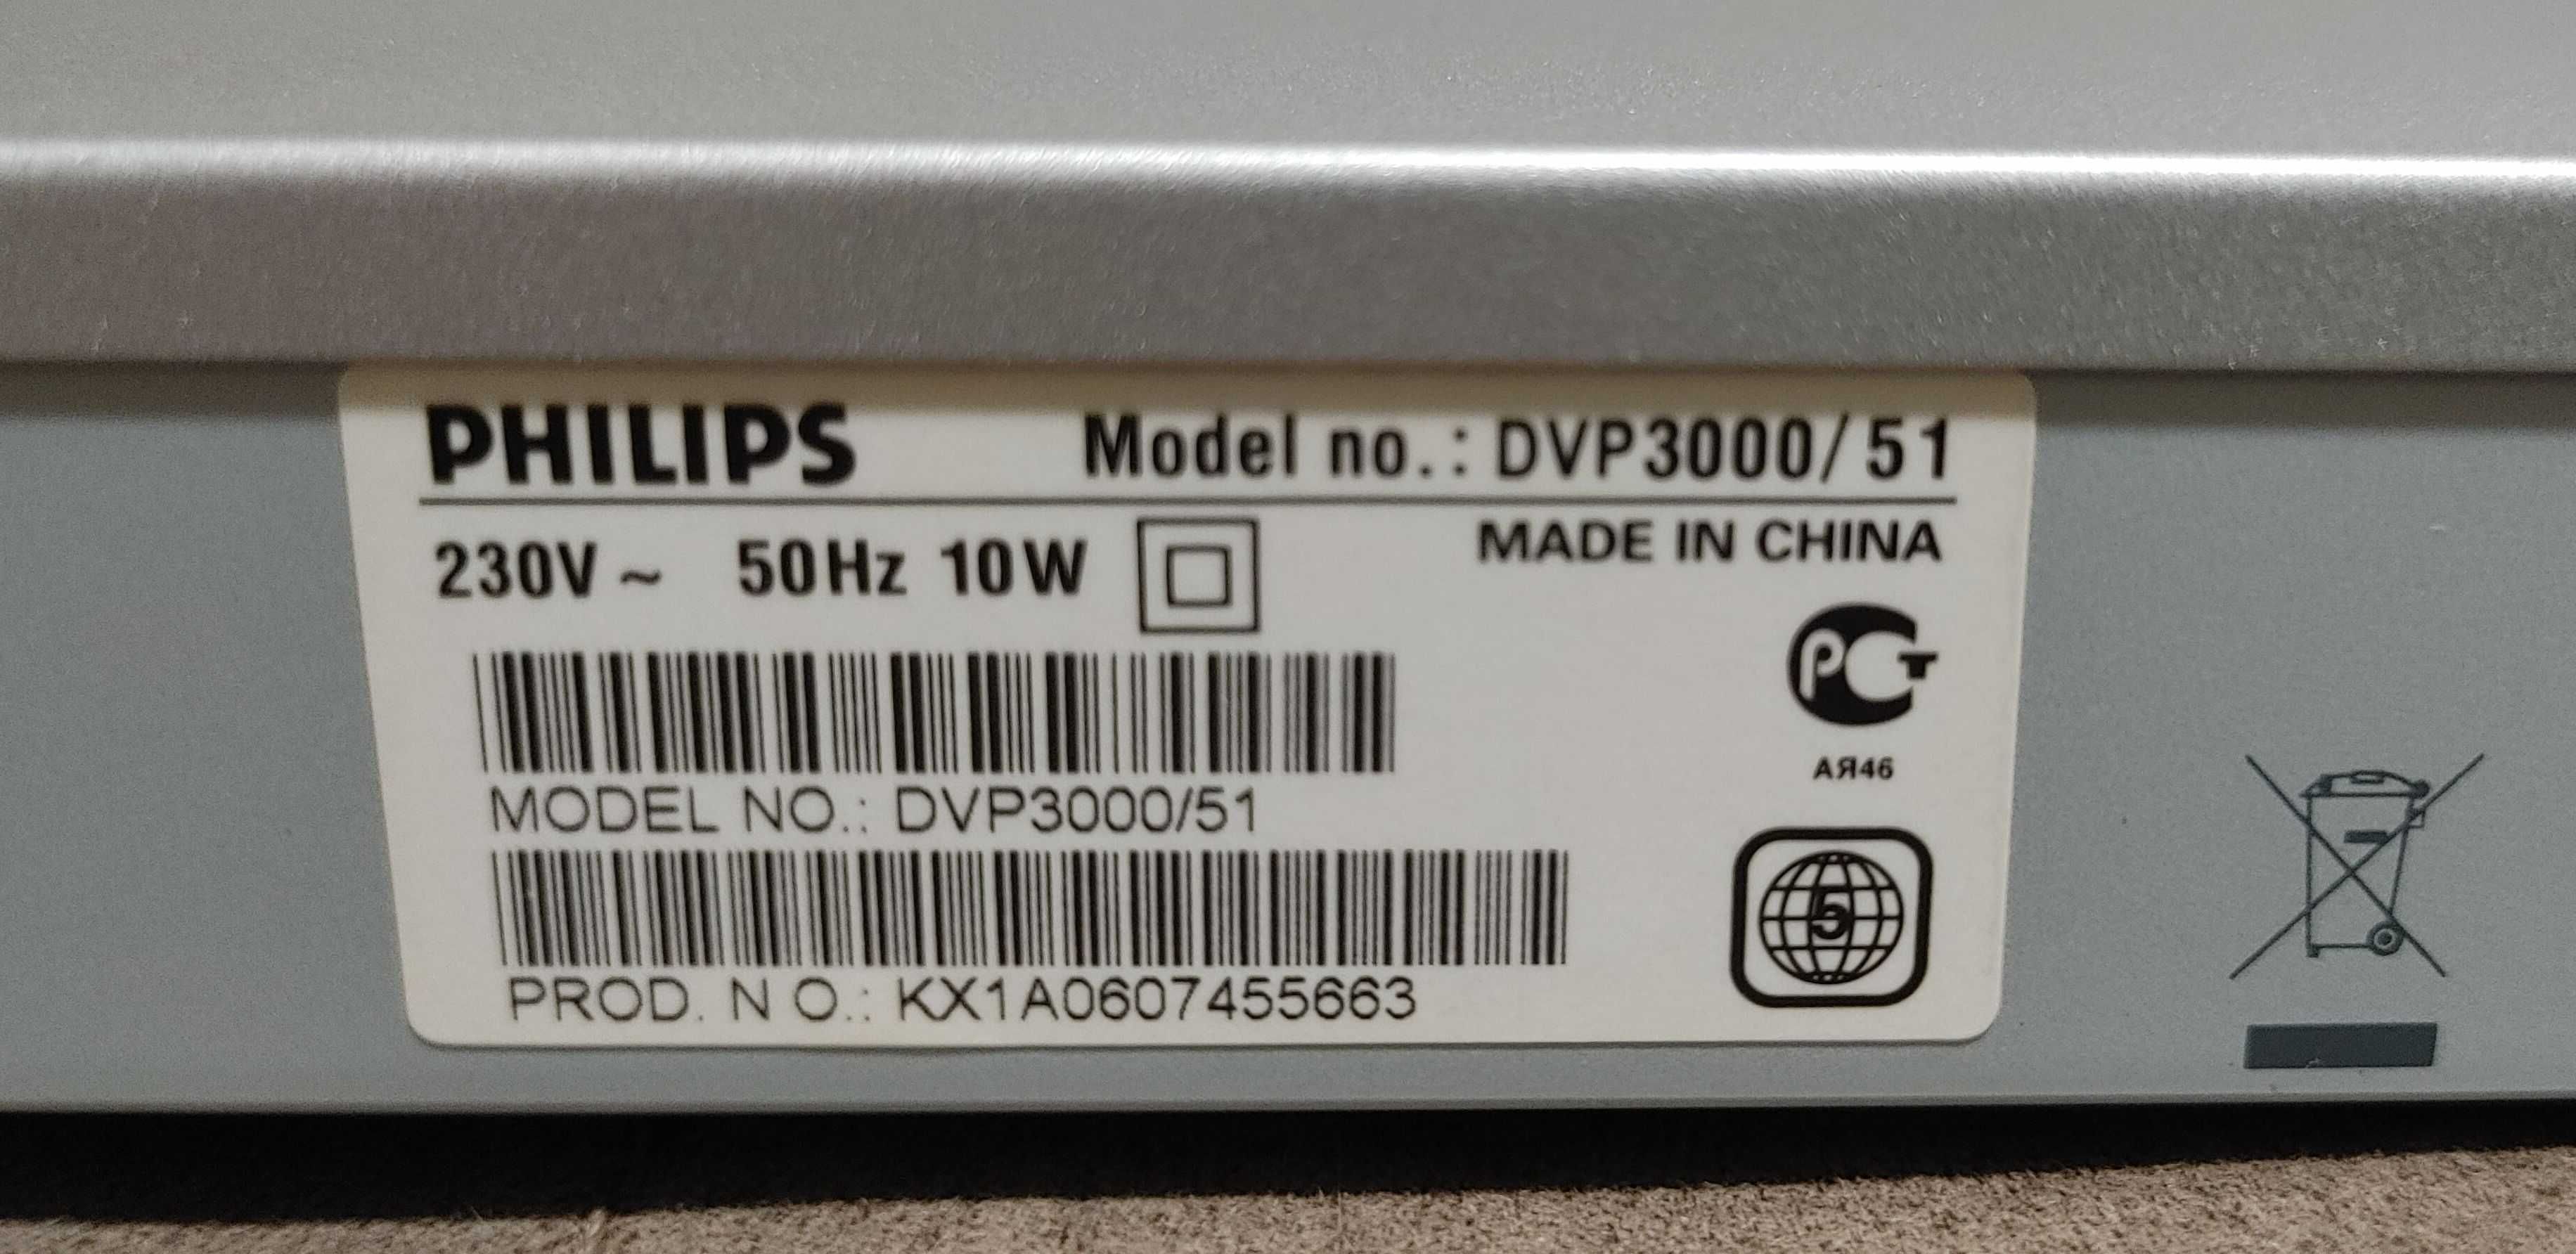 PHILIPS Model no.: DVP3000/51
230V ~ 50Hz 10W MADE IN CHINA
РСТ
АЯ46
MODEL NO.: DVP3000/51
5
PROD. N O.: KX1A0607455663